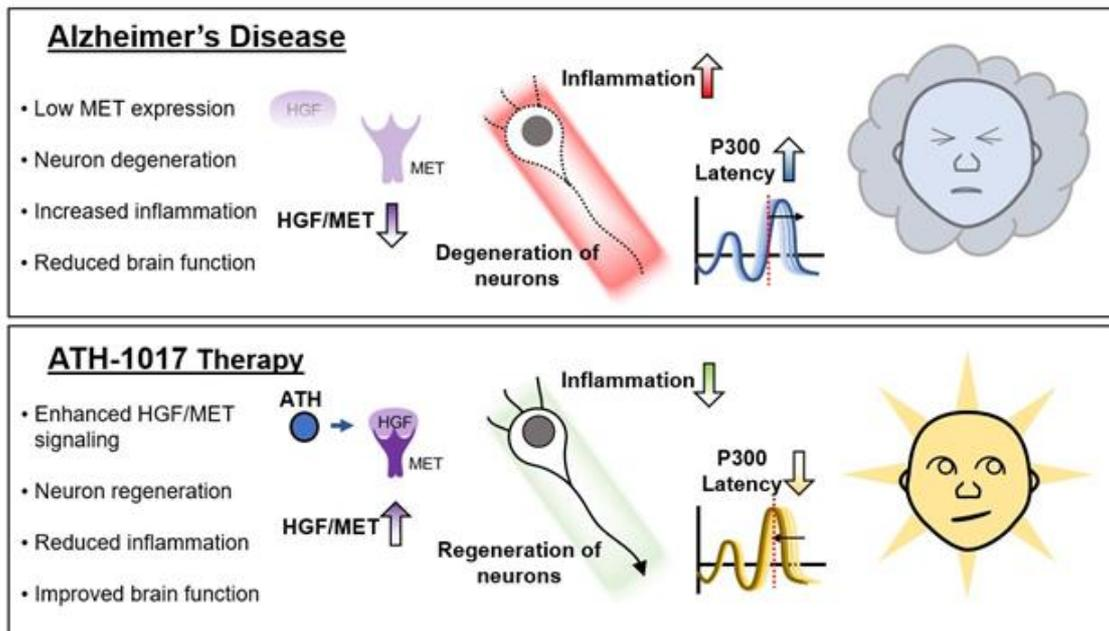 Alzheimer's Disease
• Low MET expression
• Neuron degeneration
• Increased inflammation
• Reduced brain function
HGF
MET
HGF/MET
Inflammation
Degeneration of
neurons
P300
Latency
ATH-1017 Therapy
• Enhanced HGF/MET
signaling
• Neuron regeneration
• Reduced inflammation
• Improved brain function
ATH
HGF
MET
HGF/MET
Inflammation
Regeneration of
neurons
P300
Latency